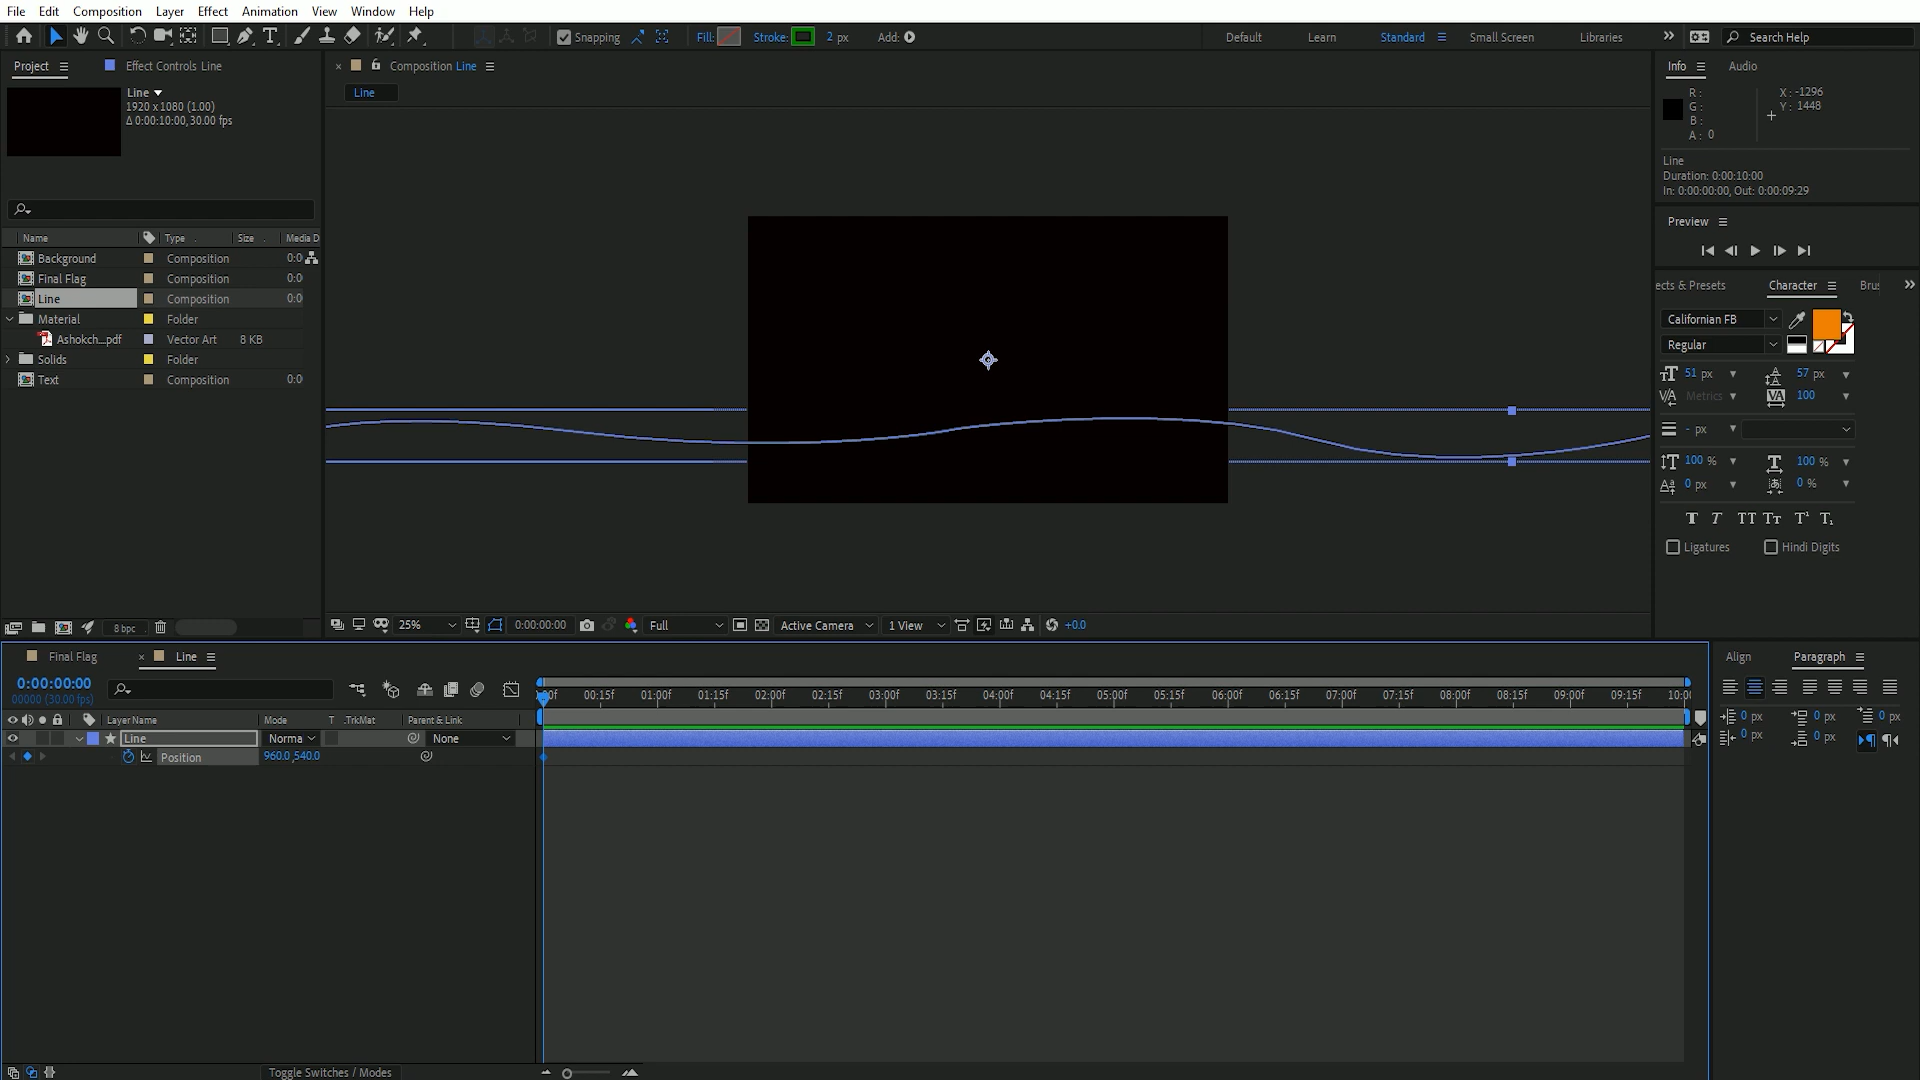 File Edit Composition Layer Effect Animation View Window Help
Snapping Fill: Stroke: 2 px Add: Default Learn Standard Small Screen Libraries Search Help
Project Effect Controls Line Composition Line Info Audio
Line
1920 x 1080 (1.00)
Δ 0:00:10:00, 30.00 fps
Line
R: X: -1296
G: Y: 1448
B:
A: 0
Line
Duration: 0:00:10:00
In: 0:00:00:00, Out: 0:00:09:29
Preview
Name Type Size Media D
Background Composition 0:0
Final Flag Composition 0:0
Line Composition 0:0
Material Folder
Ashokch...pdf Vector Art 8 KB
Solids Folder
Text Composition 0:0
ects & Presets Character Bru
Californian FB
Regular
51 px 57 px
Metrics 100
- px
100 % 100 %
0 px 0 %
T T TT Tt T¹ T₁
Ligatures Hindi Digits
8 bpc 25% 0:00:00:00 Full Active Camera 1 View +0.0
Final Flag Line
0:00:00:00
00000 (30.00 fps)
:00f 00:15f 01:00f 01:15f 02:00f 02:15f 03:00f 03:15f 04:00f 04:15f 05:00f 05:15f 06:00f 06:15f 07:00f 07:15f 08:00f 08:15f 09:00f 09:15f 10:0
Layer Name Mode T .TrkMat Parent & Link
Line Norma None
Position 960.0,540.0
Align Paragraph
0 px 0 px 0 px
0 px 0 px
Toggle Switches / Modes